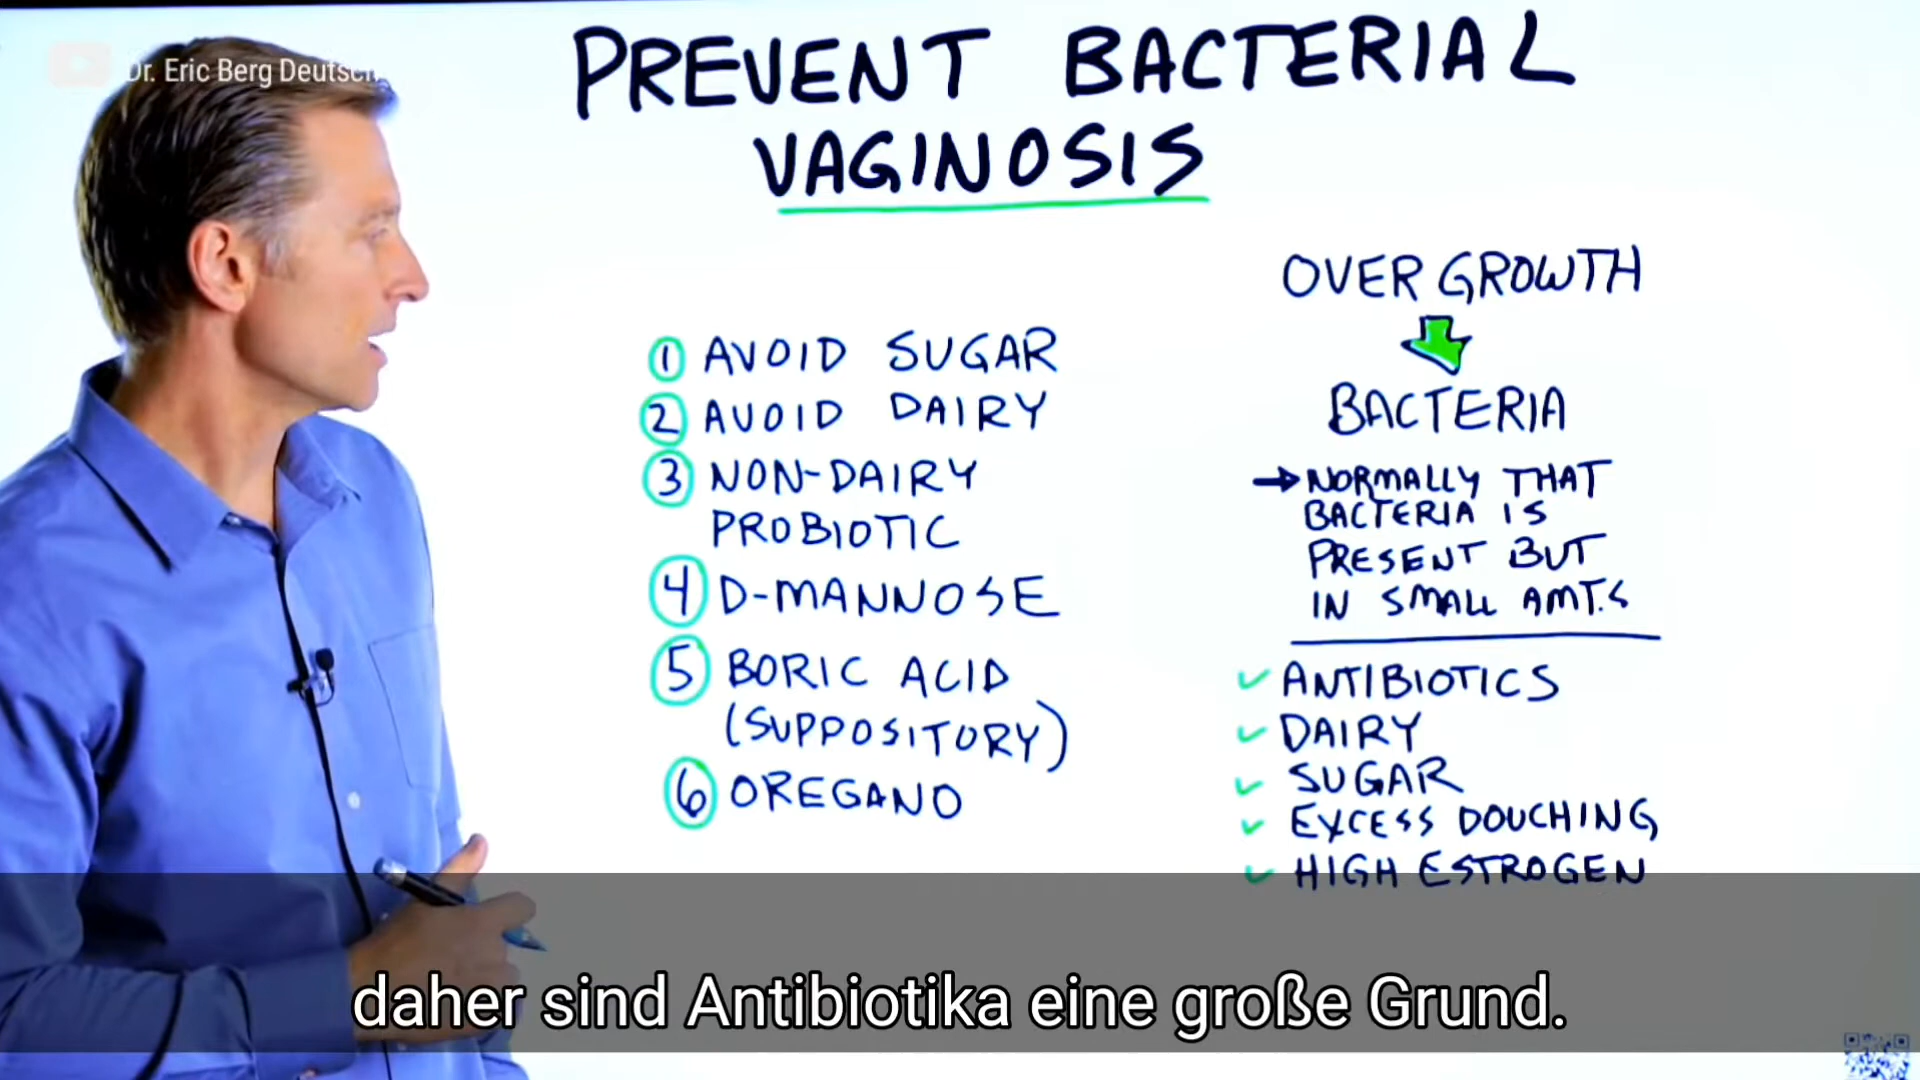 Dr. Eric Berg Deutsch
PREVENT BACTERIAL
VAGINOSIS
1 AVOID SUGAR
2 AVOID DAIRY
3 NON-DAIRY
PROBIOTIC
4 D-MANNOSE
5 BORIC ACID
(SUPPOSITORY)
6 OREGANO
OVER GROWTH
BACTERIA
→ NORMALLY THAT
BACTERIA IS
PRESENT BUT
IN SMALL AMT.S
✓ ANTIBIOTICS
✓ DAIRY
✓ SUGAR
✓ EXCESS DOUCHING
✓ HIGH ESTROGEN
daher sind Antibiotika eine große Grund.